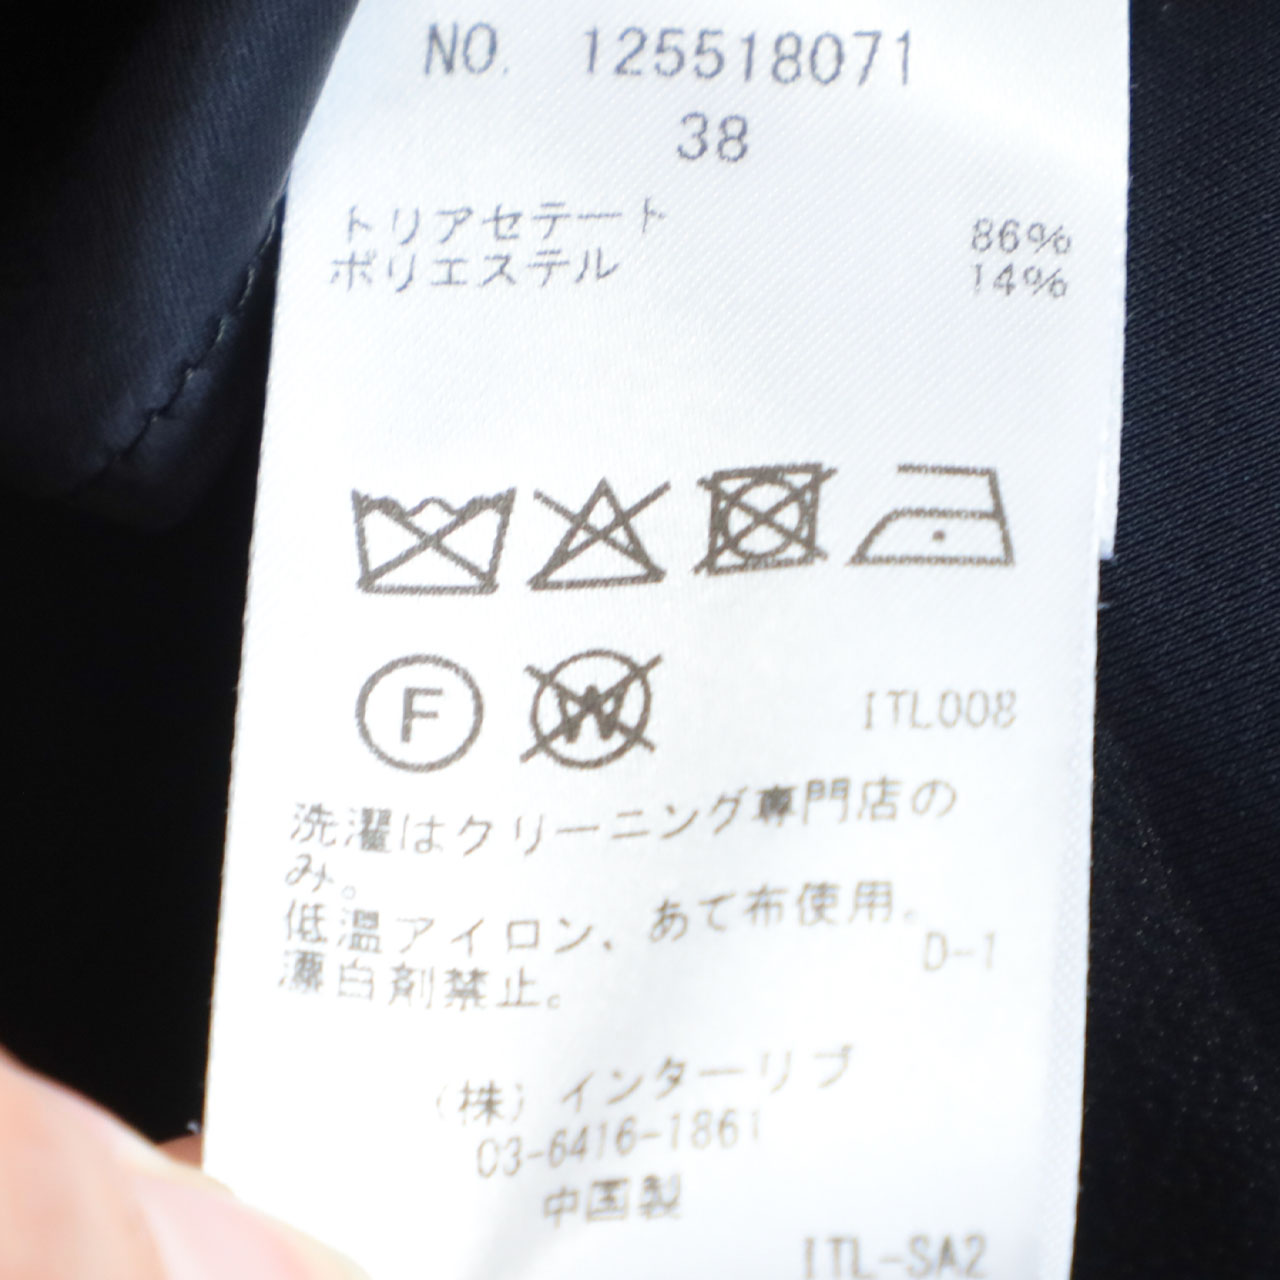 NO. 125518071
38
トリアセテート 86%
ポリエステル 14%
F W ITL008
洗濯はクリーニング専門店の
み。
低温アイロン、あて布使用。
漂白剤禁止。 D-1
(株)インターリブ
03-6416-1861
中国製
ITL-SA2